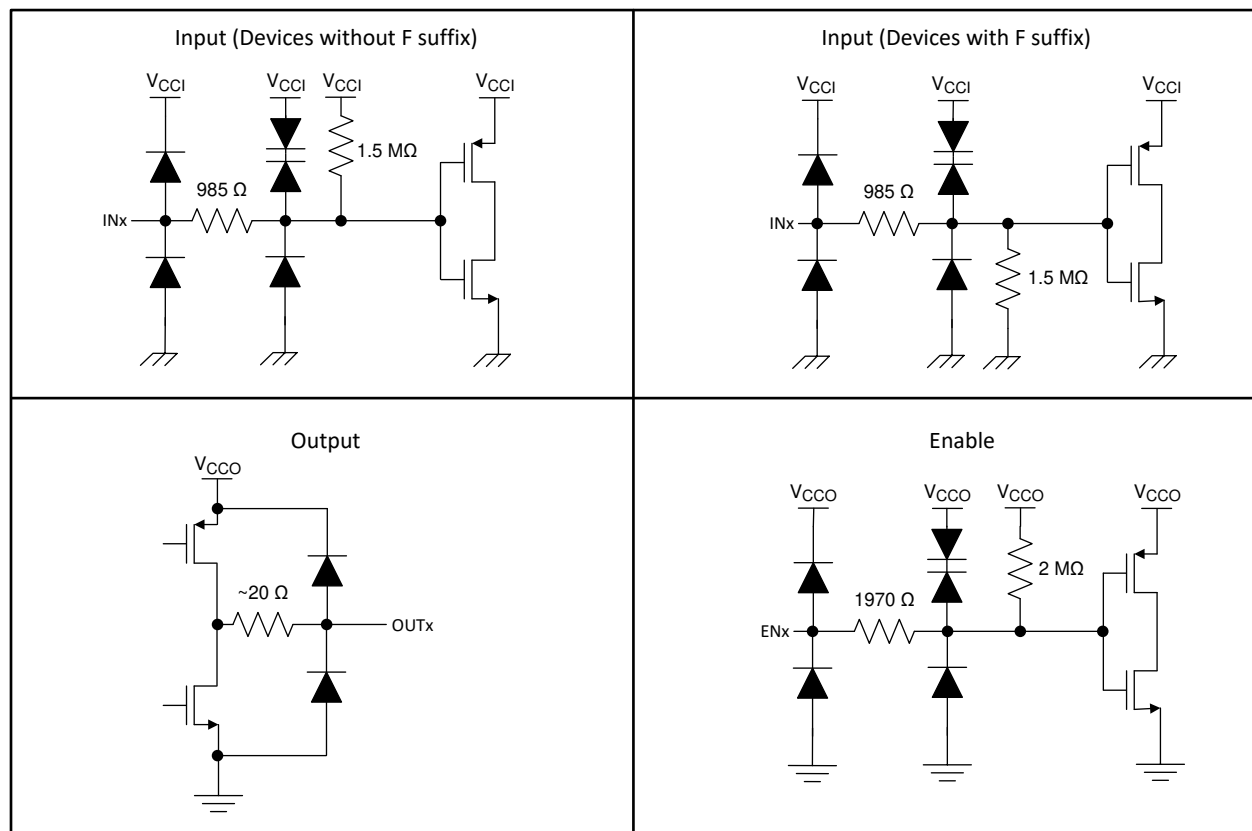 Input (Devices without F suffix)
VCCI VCCI VCCI VCCI
1.5 MΩ
985 Ω
INx
Input (Devices with F suffix)
VCCI VCCI VCCI
985 Ω
INx
1.5 MΩ
Output
VCCO
~20 Ω
OUTx
Enable
VCCO VCCO VCCO VCCO
2 MΩ
1970 Ω
ENx